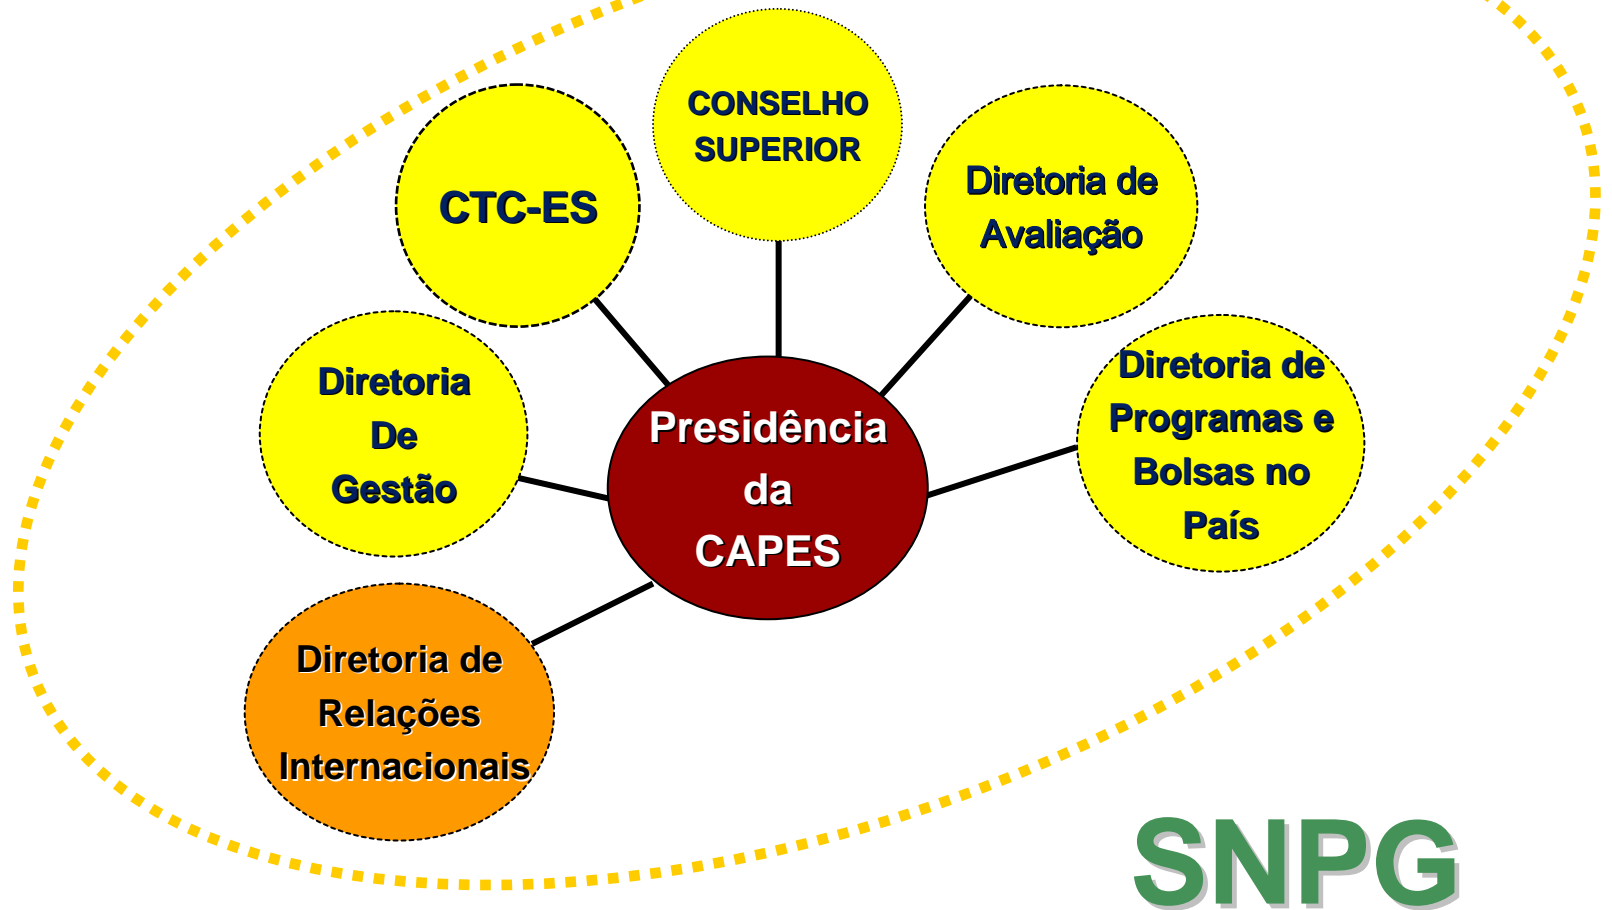 CONSELHO
SUPERIOR
CTC-ES
Diretoria de
Avaliação
Diretoria
De
Gestão
Diretoria de
Programas e
Bolsas no
País
Presidência
da
CAPES
Diretoria de
Relações
Internacionais
SNPG